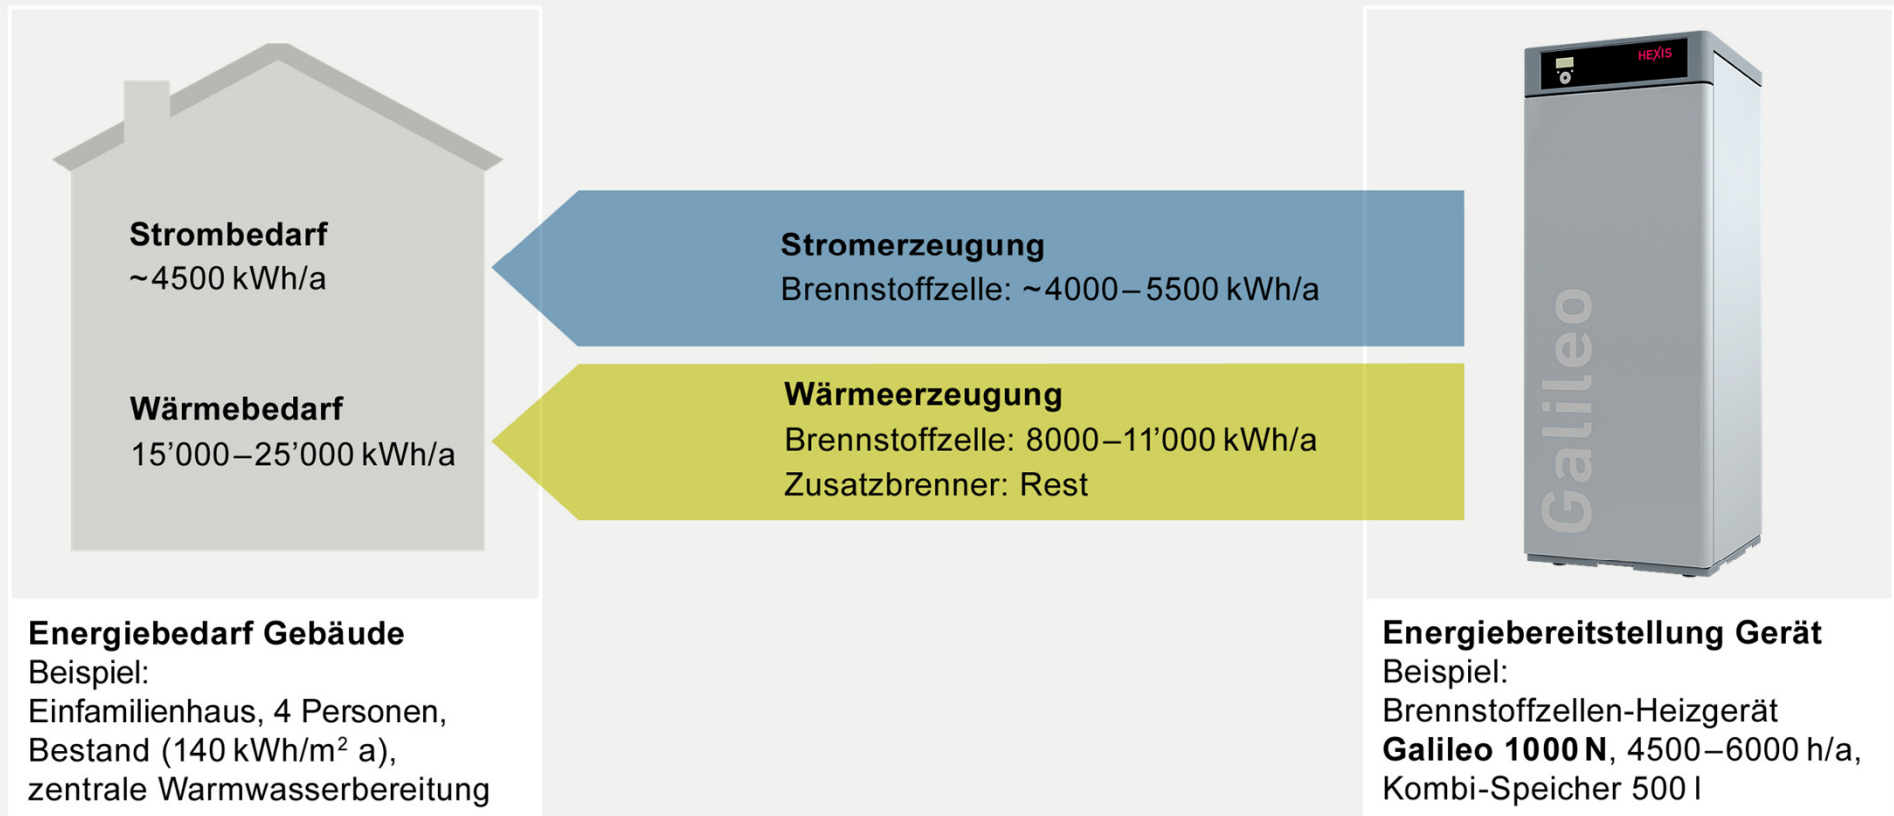 HEXIS
Strombedarf
~4500 kWh/a
Stromerzeugung
Brennstoffzelle: ~4000–5500 kWh/a
Wärmebedarf
15’000–25’000 kWh/a
Wärmeerzeugung
Brennstoffzelle: 8000–11’000 kWh/a
Zusatzbrenner: Rest
Galileo
Energiebedarf Gebäude
Beispiel:
Einfamilienhaus, 4 Personen,
Bestand (140 kWh/m² a),
zentrale Warmwasserbereitung
Energiebereitstellung Gerät
Beispiel:
Brennstoffzellen-Heizgerät
Galileo 1000 N, 4500–6000 h/a,
Kombi-Speicher 500 l